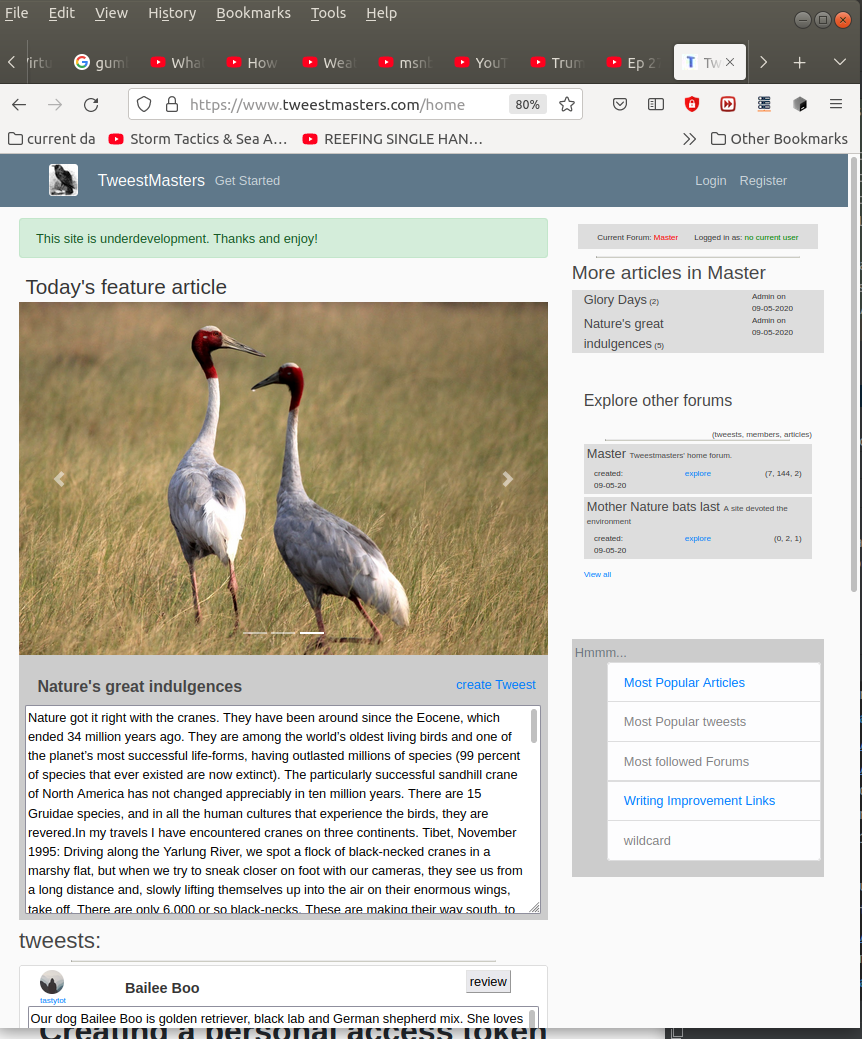 File Edit View History Bookmarks Tools Help
gum
Wha
How
Wea
msnb
YouT
Trum
Ep 2
Tw
https://www.tweestmasters.com/home
80%
current da
Storm Tactics & Sea A…
REEFING SINGLE HAN…
Other Bookmarks
TweestMasters Get Started
Login Register
This site is underdevelopment. Thanks and enjoy!
Today's feature article
Nature's great indulgences
create Tweest
Nature got it right with the cranes. They have been around since the Eocene, which
ended 34 million years ago. They are among the world’s oldest living birds and one of
the planet’s most successful life-forms, having outlasted millions of species (99 percent
of species that ever existed are now extinct). The particularly successful sandhill crane
of North America has not changed appreciably in ten million years. There are 15
Gruidae species, and in all the human cultures that experience the birds, they are
revered.In my travels I have encountered cranes on three continents. Tibet, November
1995: Driving along the Yarlung River, we spot a flock of black-necked cranes in a
marshy flat, but when we try to sneak closer on foot with our cameras, they see us from
a long distance and, slowly lifting themselves up into the air on their enormous wings,
take off. There are only 6,000 or so black-necks. These are making their way south, to
tweests:
tastytot
Bailee Boo
review
Our dog Bailee Boo is golden retriever, black lab and German shepherd mix. She loves
Creating a personal access token
Current Forum: Master Logged in as: no current user
More articles in Master
Glory Days (2)
Admin on
09-05-2020
Nature's great
indulgences (5)
Admin on
09-05-2020
Explore other forums
(tweests, members, articles)
Master Tweestmasters' home forum.
created:
09-05-20
explore
(7, 144, 2)
Mother Nature bats last A site devoted the
environment
created:
09-05-20
explore
(0, 2, 1)
View all
Hmmm...
Most Popular Articles
Most Popular tweests
Most followed Forums
Writing Improvement Links
wildcard